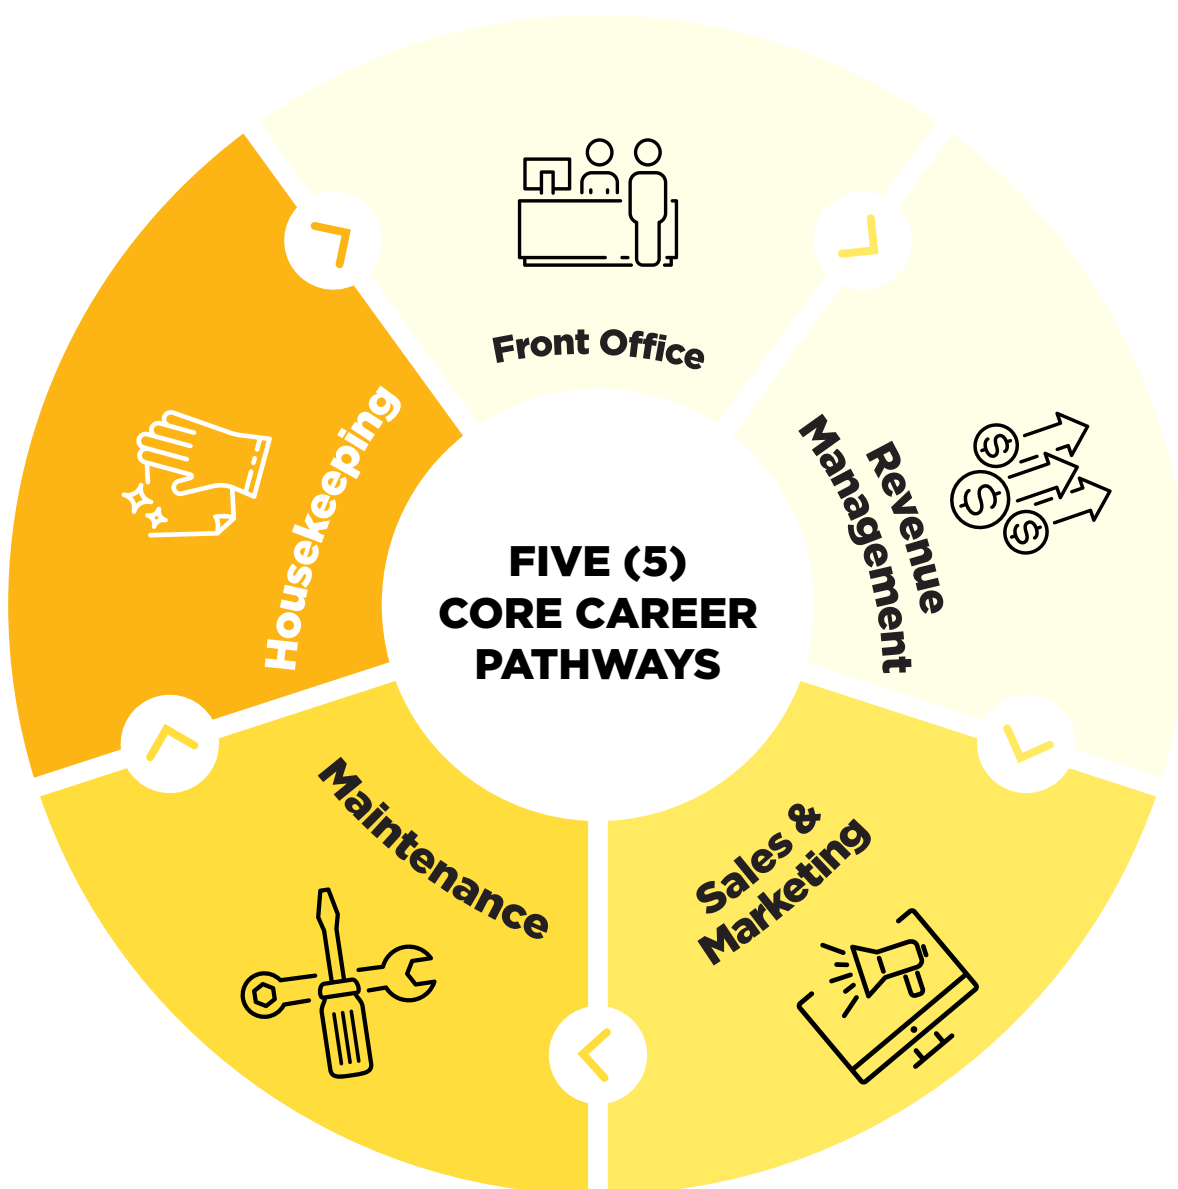 Front Office
Revenue
Management
Sales &
Marketing
Maintenance
Housekeeping
FIVE (5)
CORE CAREER
PATHWAYS